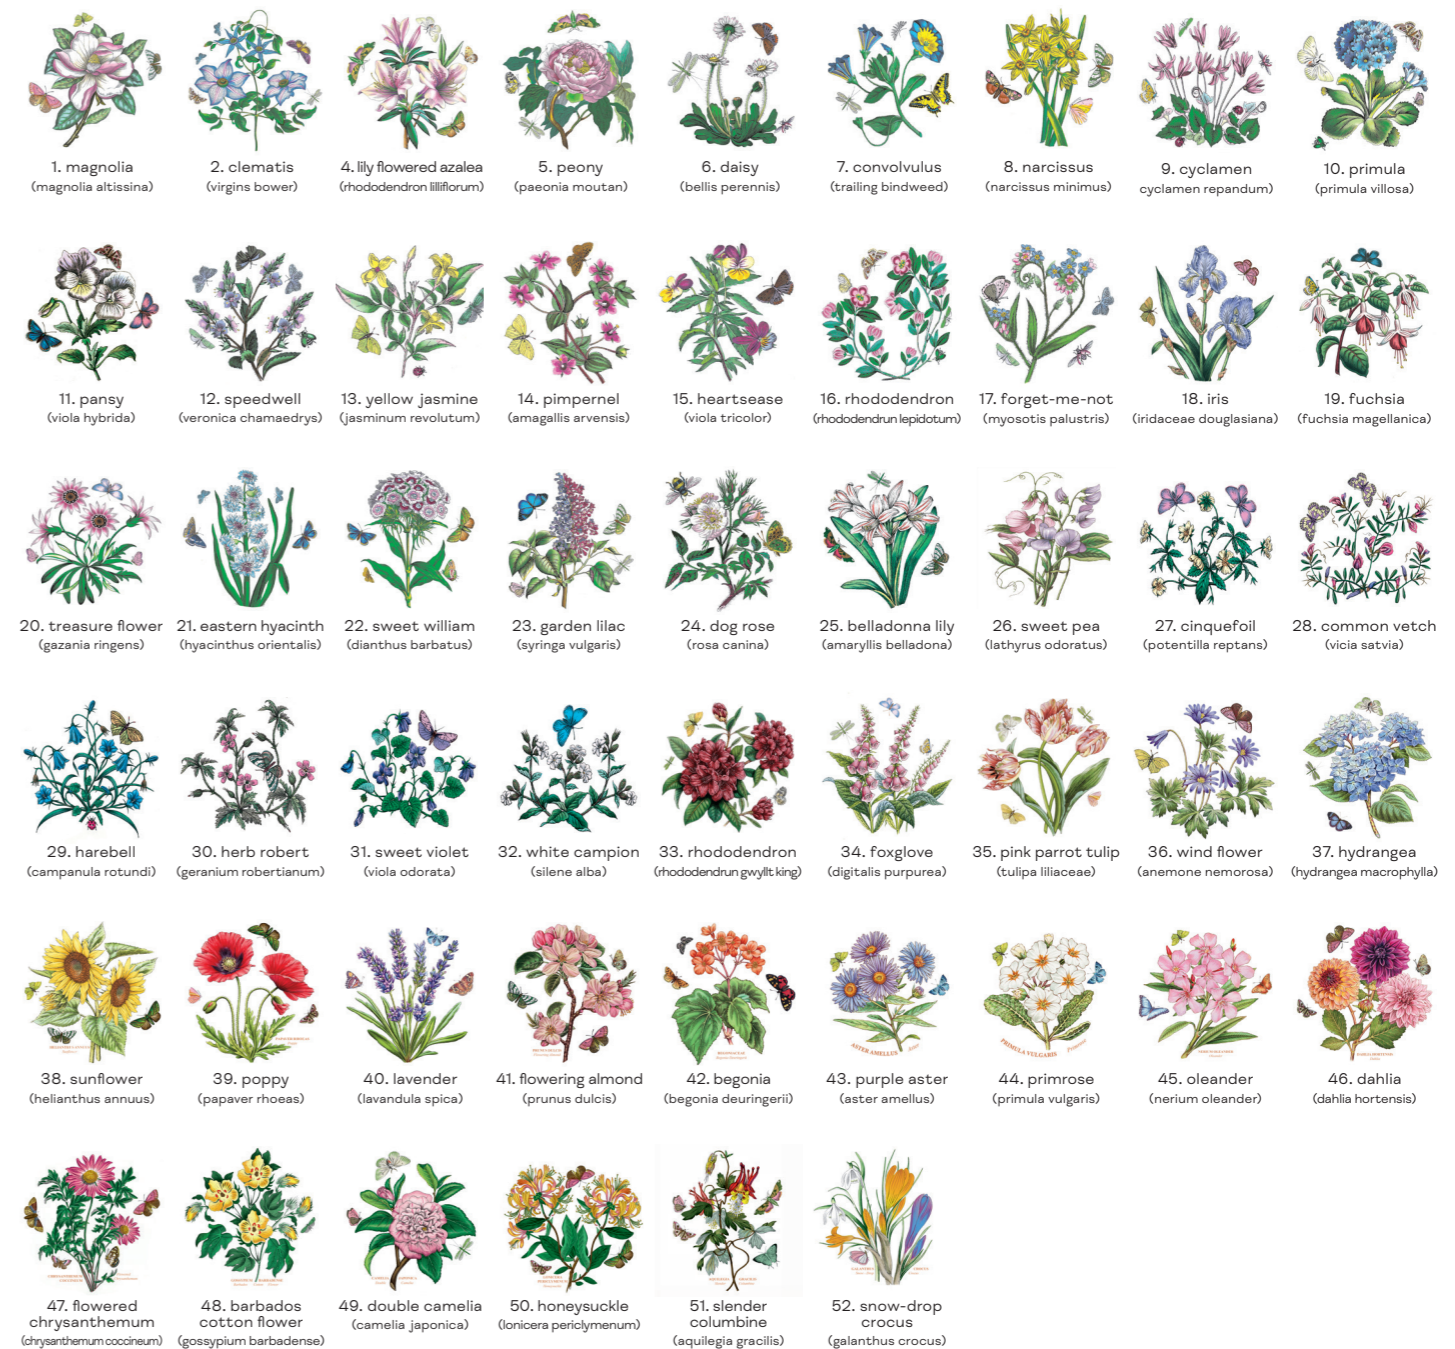 1. magnolia
(magnolia altissina)
2. clematis
(virgins bower)
4. lily flowered azalea
(rhododendron lilliflorum)
5. peony
(paeonia moutan)
6. daisy
(bellis perennis)
7. convolvulus
(trailing bindweed)
8. narcissus
(narcissus minimus)
9. cyclamen
cyclamen repandum)
10. primula
(primula villosa)
11. pansy
(viola hybrida)
12. speedwell
(veronica chamaedrys)
13. yellow jasmine
(jasminum revolutum)
14. pimpernel
(amagallis arvensis)
15. heartsease
(viola tricolor)
16. rhododendron
(rhododendrun lepidotum)
17. forget-me-not
(myosotis palustris)
18. iris
(iridaceae douglasiana)
19. fuchsia
(fuchsia magellanica)
20. treasure flower
(gazania ringens)
21. eastern hyacinth
(hyacinthus orientalis)
22. sweet william
(dianthus barbatus)
23. garden lilac
(syringa vulgaris)
24. dog rose
(rosa canina)
25. belladonna lily
(amaryllis belladona)
26. sweet pea
(lathyrus odoratus)
27. cinquefoil
(potentilla reptans)
28. common vetch
(vicia satvia)
29. harebell
(campanula rotundi)
30. herb robert
(geranium robertianum)
31. sweet violet
(viola odorata)
32. white campion
(silene alba)
33. rhododendron
(rhododendrun gwyllt king)
34. foxglove
(digitalis purpurea)
35. pink parrot tulip
(tulipa liliaceae)
36. wind flower
(anemone nemorosa)
37. hydrangea
(hydrangea macrophylla)
38. sunflower
(helianthus annuus)
39. poppy
(papaver rhoeas)
40. lavender
(lavandula spica)
41. flowering almond
(prunus dulcis)
42. begonia
(begonia deuringerii)
ASTER AMELLUS
43. purple aster
(aster amellus)
PRIMULA VULGARIS
Primrose
44. primrose
(primula vulgaris)
45. oleander
(nerium oleander)
46. dahlia
(dahlia hortensis)
47. flowered
chrysanthemum
(chrysanthemum coccineum)
48. barbados
cotton flower
(gossypium barbadense)
49. double camelia
(camelia japonica)
50. honeysuckle
(lonicera periclymenum)
51. slender
columbine
(aquilegia gracilis)
52. snow-drop
crocus
(galanthus crocus)